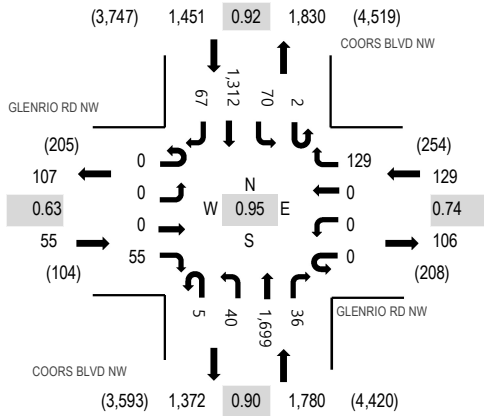 (3,747) 1,451 0.92 1,830 (4,519)
COORS BLVD NW
GLENRIO RD NW
67 1,312 70 2
(205) 0 129 (254)
107 0 N 0 129
0.63 0 W 0.95 E 0 0.74
55 55 S 0 106
(104) (208)
5 40 1,699 36
GLENRIO RD NW
COORS BLVD NW
(3,593) 1,372 0.90 1,780 (4,420)